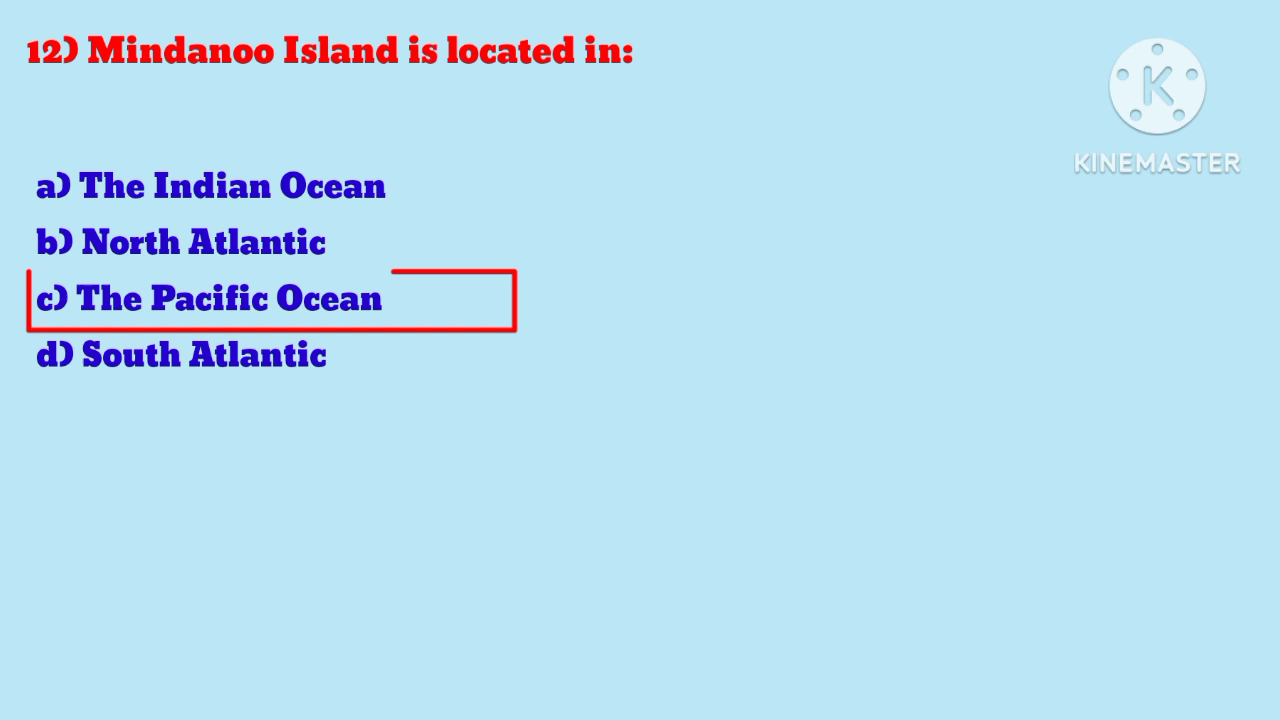 12) Mindanoo Island is located in:
KINEMASTER
a) The Indian Ocean
b) North Atlantic
c) The Pacific Ocean
d) South Atlantic